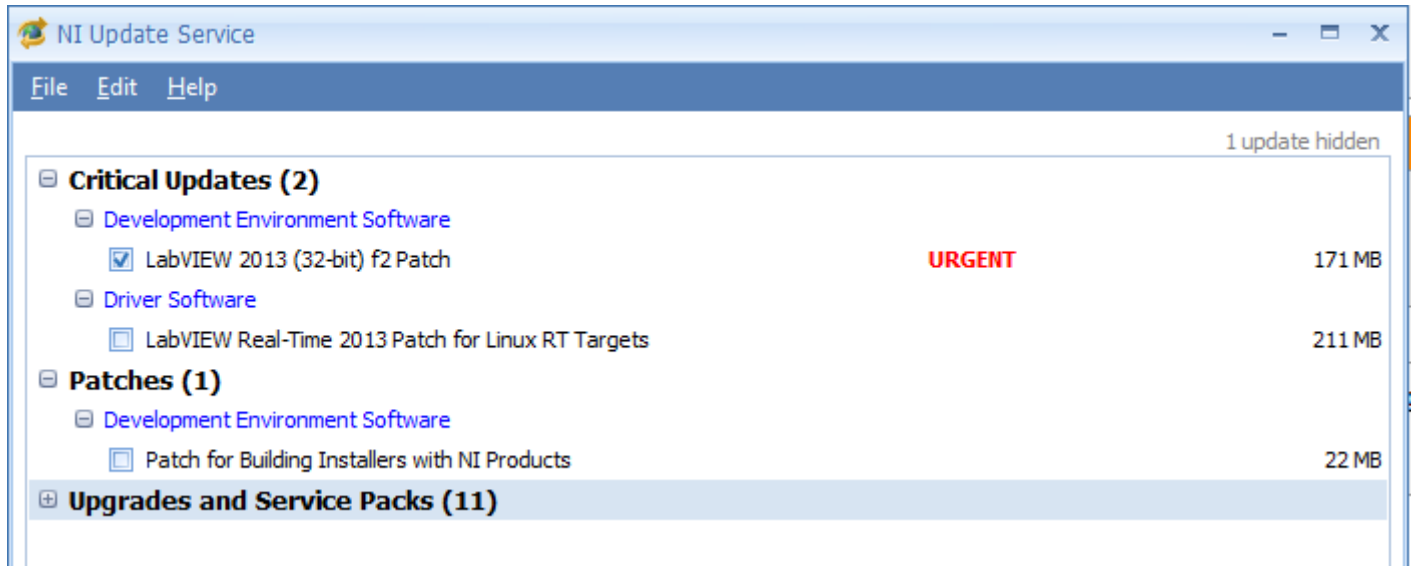 NI Update Service
File Edit Help
1 update hidden
Critical Updates (2)
Development Environment Software
LabVIEW 2013 (32-bit) f2 Patch URGENT 171 MB
Driver Software
LabVIEW Real-Time 2013 Patch for Linux RT Targets 211 MB
Patches (1)
Development Environment Software
Patch for Building Installers with NI Products 22 MB
Upgrades and Service Packs (11)